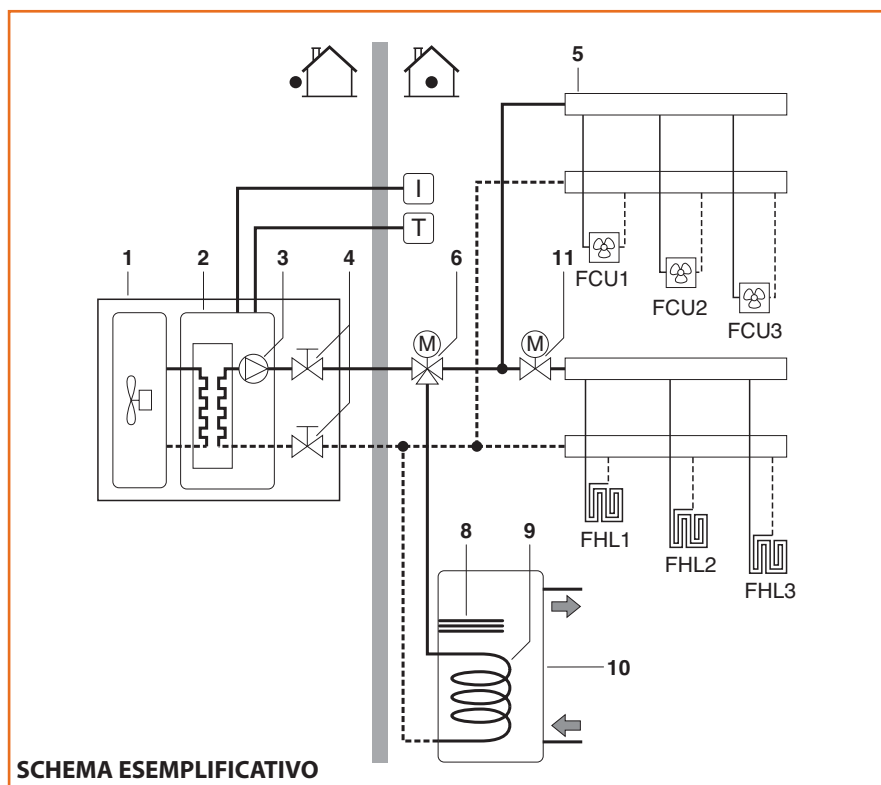 5
I
T
1 2 3 4 6 11
FCU1
FCU2
FCU3
M M
FHL1
FHL2
FHL3
8 9
10
SCHEMA ESEMPLIFICATIVO